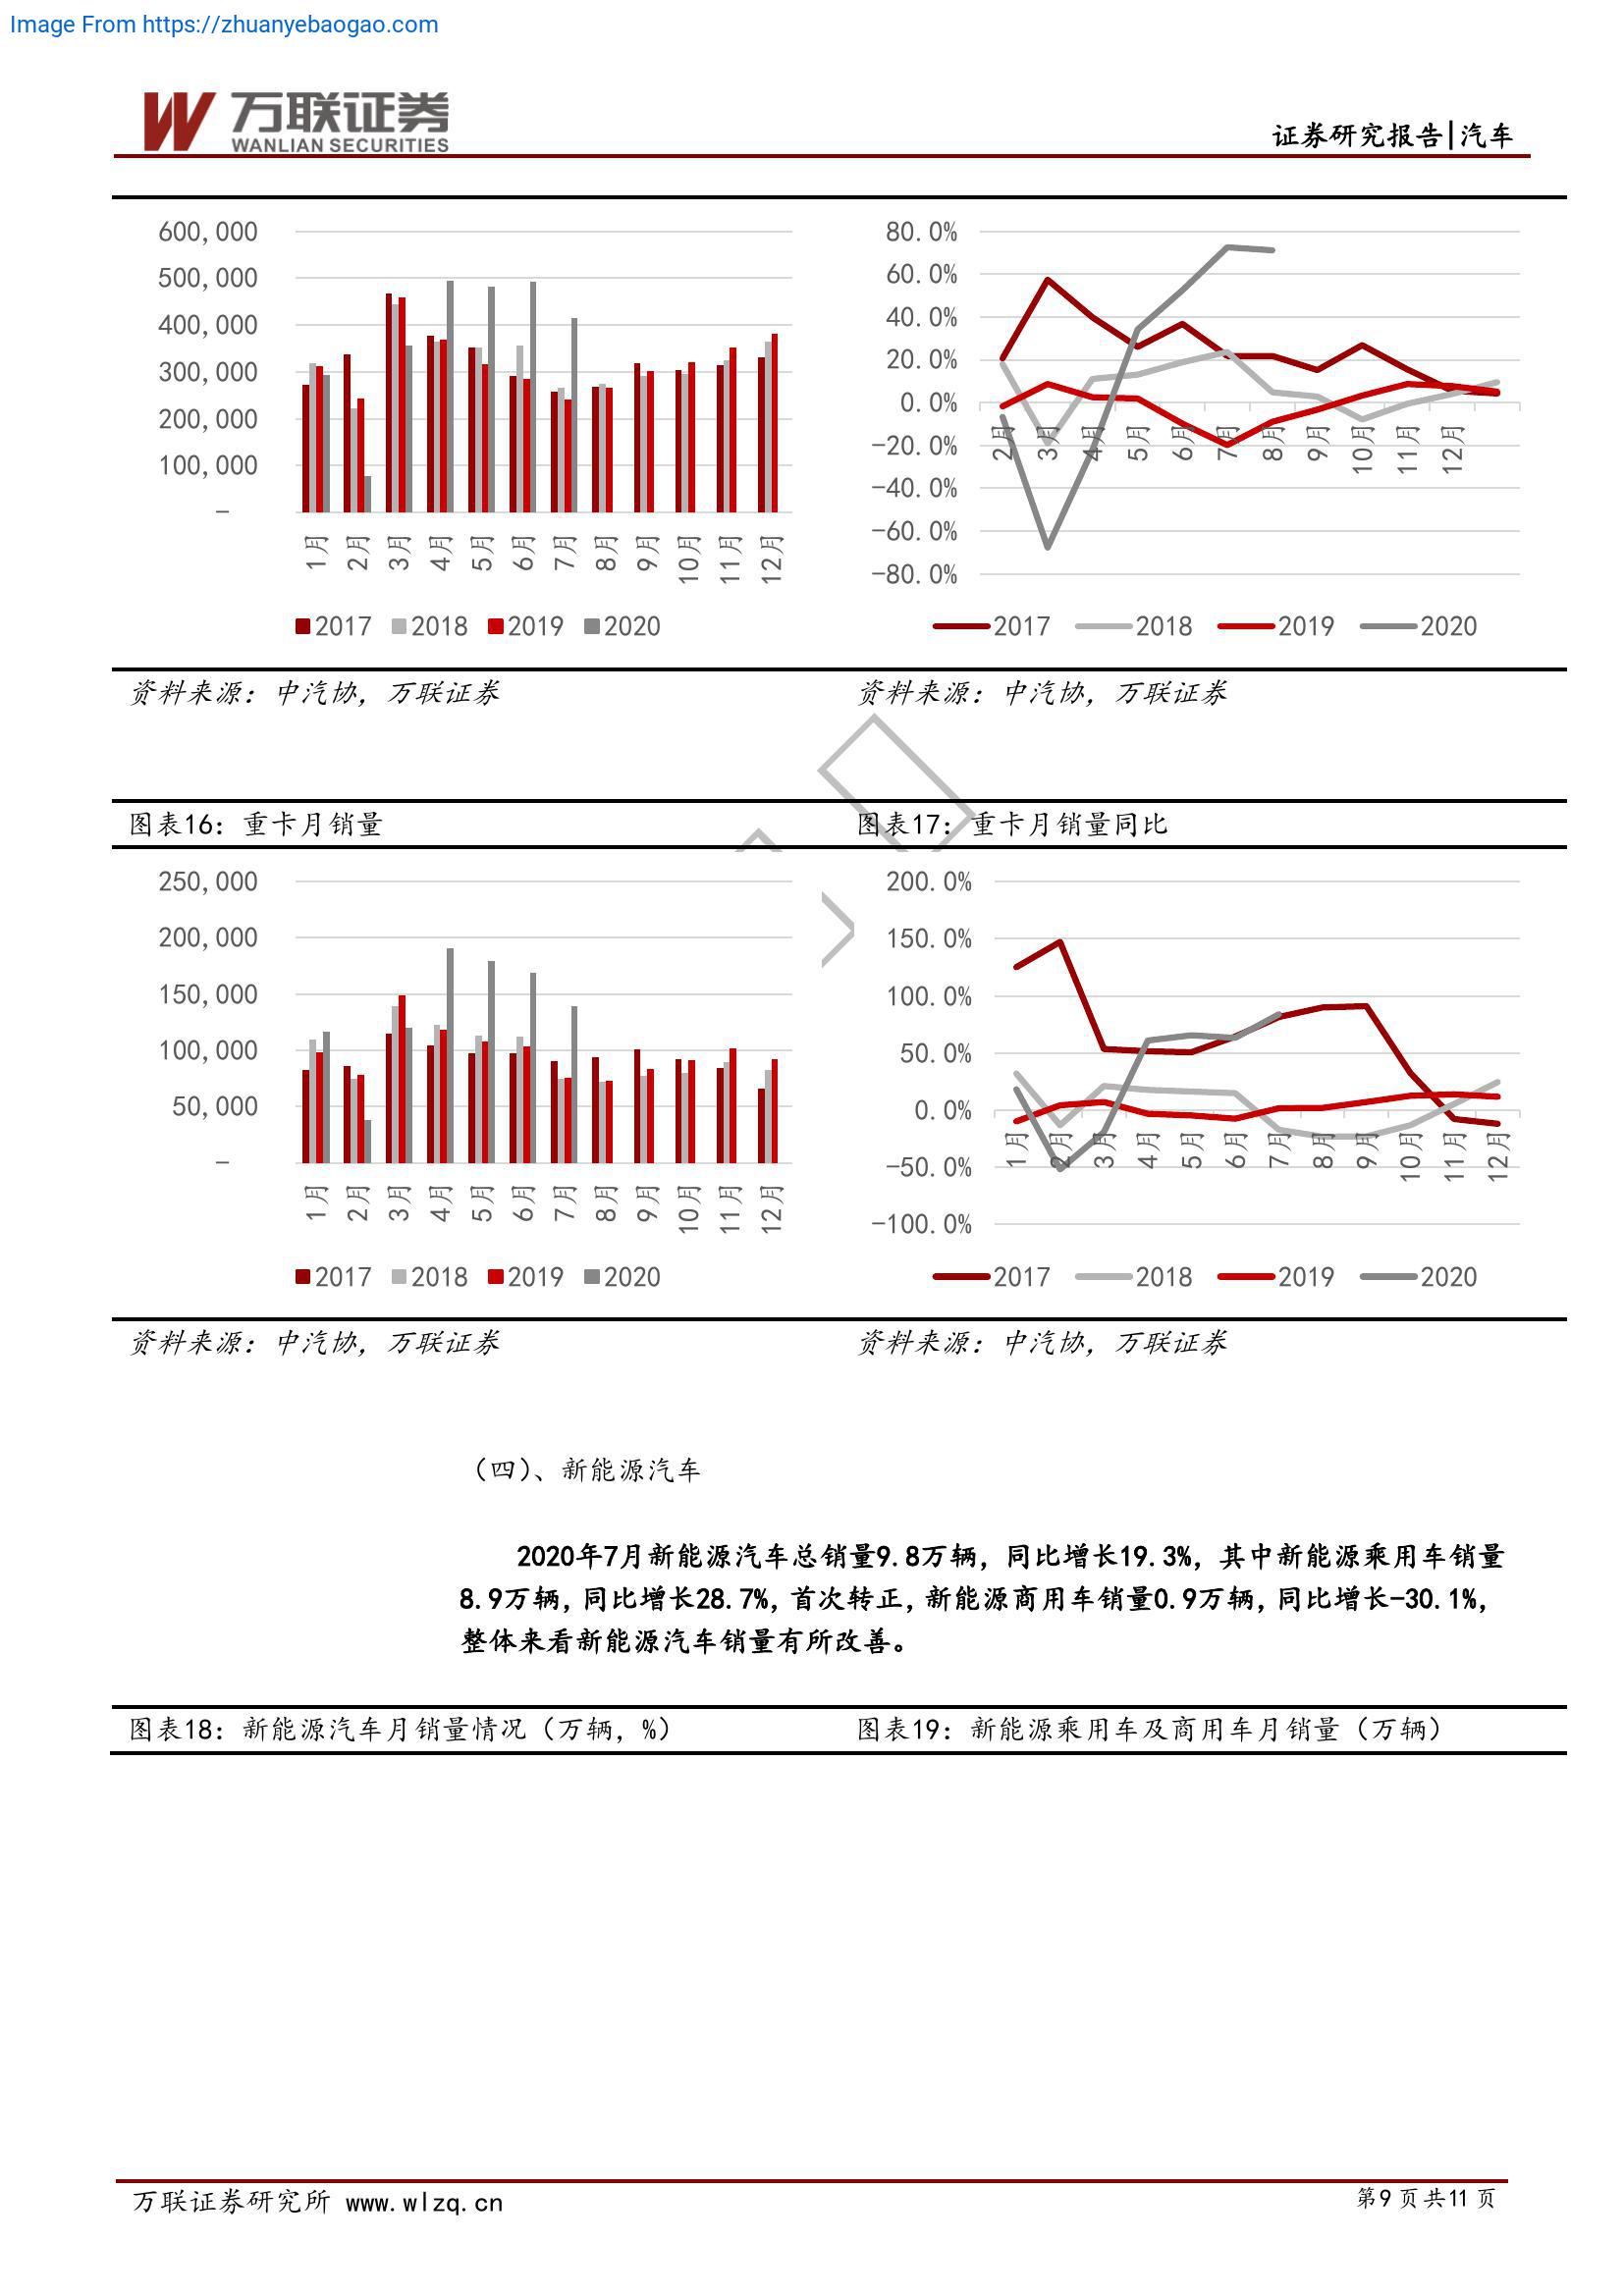 Image From https://zhuanyebaogao.com
万联证券
WANLIAN SECURITIES
证券研究报告|汽车
600,000
500,000
400,000
300,000
200,000
100,000
-
1月 2月 3月 4月 5月 6月 7月 8月 9月 10月 11月 12月
2017 2018 2019 2020
80.0%
60.0%
40.0%
20.0%
0.0%
-20.0%
-40.0%
-60.0%
-80.0%
2月 3月 4月 5月 6月 7月 8月 9月 10月 11月 12月
2017 2018 2019 2020
资料来源：中汽协，万联证券
资料来源：中汽协，万联证券
图表16：重卡月销量
图表17：重卡月销量同比
250,000
200,000
150,000
100,000
50,000
-
1月 2月 3月 4月 5月 6月 7月 8月 9月 10月 11月 12月
2017 2018 2019 2020
200.0%
150.0%
100.0%
50.0%
0.0%
-50.0%
-100.0%
1月 2月 3月 4月 5月 6月 7月 8月 9月 10月 11月 12月
2017 2018 2019 2020
资料来源：中汽协，万联证券
资料来源：中汽协，万联证券
（四）、新能源汽车
2020年7月新能源汽车总销量9.8万辆，同比增长19.3%，其中新能源乘用车销量
8.9万辆，同比增长28.7%，首次转正，新能源商用车销量0.9万辆，同比增长-30.1%，
整体来看新能源汽车销量有所改善。
图表18：新能源汽车月销量情况（万辆，%）
图表19：新能源乘用车及商用车月销量（万辆）
万联证券研究所 www.wlzq.cn
第9页共11页